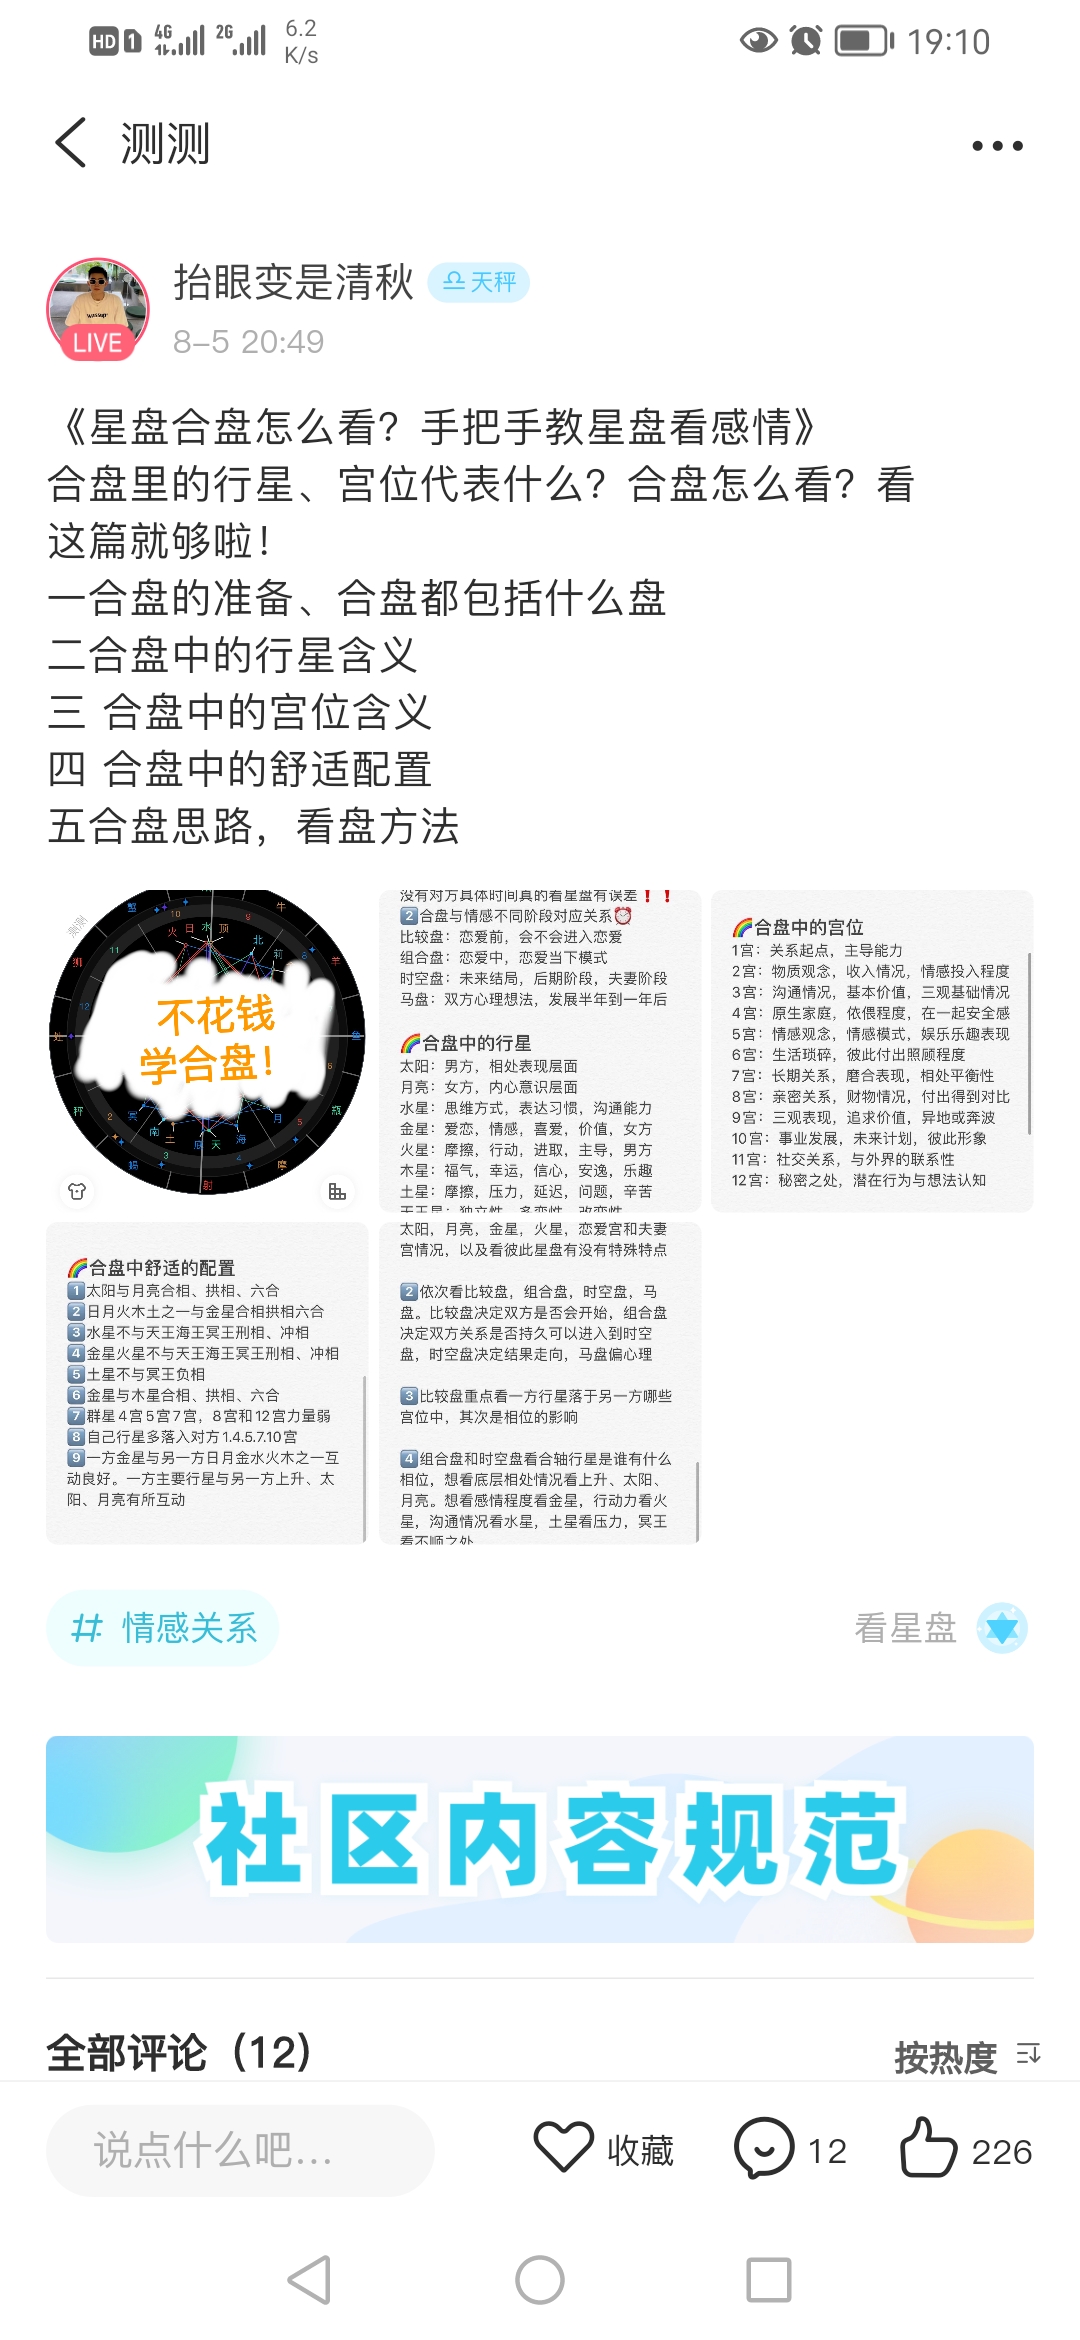 HD 1 4G 2G 6.2 K/s 19:10
测测
抬眼变是清秋 天秤
LIVE
8-5 20:49
《星盘合盘怎么看？手把手教星盘看感情》
合盘里的行星、宫位代表什么？合盘怎么看？看
这篇就够啦！
一合盘的准备、合盘都包括什么盘
二合盘中的行星含义
三 合盘中的宫位含义
四 合盘中的舒适配置
五合盘思路，看盘方法
不花钱
学合盘！
没有对方具体时间真的看星盘有误差❗❗
2合盘与情感不同阶段对应关系⏰
比较盘：恋爱前，会不会进入恋爱
组合盘：恋爱中，恋爱当下模式
时空盘：未来结局，后期阶段，夫妻阶段
马盘：双方心理想法，发展半年到一年后
🌈合盘中的行星
太阳：男方，相处表现层面
月亮：女方，内心意识层面
水星：思维方式，表达习惯，沟通能力
金星：爱恋，情感，喜爱，价值，女方
火星：摩擦，行动，进取，主导，男方
木星：福气，幸运，信心，安逸，乐趣
土星：摩擦，压力，延迟，问题，辛苦
天王星：独立性，多变性，改变性
🌈合盘中的宫位
1宫：关系起点，主导能力
2宫：物质观念，收入情况，情感投入程度
3宫：沟通情况，基本价值，三观基础情况
4宫：原生家庭，依偎程度，在一起安全感
5宫：情感观念，情感模式，娱乐乐趣表现
6宫：生活琐碎，彼此付出照顾程度
7宫：长期关系，磨合表现，相处平衡性
8宫：亲密关系，财物情况，付出得到对比
9宫：三观表现，追求价值，异地或奔波
10宫：事业发展，未来计划，彼此形象
11宫：社交关系，与外界的联系性
12宫：秘密之处，潜在行为与想法认知
🌈合盘中舒适的配置
1太阳与月亮合相、拱相、六合
2日月火木土之一与金星合相拱相六合
3水星不与天王海王冥王刑相、冲相
4金星火星不与天王海王冥王刑相、冲相
5土星不与冥王负相
6金星与木星合相、拱相、六合
7群星4宫5宫7宫，8宫和12宫力量弱
8自己行星多落入对方1.4.5.7.10宫
9一方金星与另一方日月金水火木之一互
动良好。一方主要行星与另一方上升、太
阳、月亮有所互动
太阳，月亮，金星，火星，恋爱宫和夫妻
宫情况，以及看彼此星盘有没有特殊特点
2依次看比较盘，组合盘，时空盘，马
盘。比较盘决定双方是否会开始，组合盘
决定双方关系是否持久可以进入到时空
盘，时空盘决定结果走向，马盘偏心理
3比较盘重点看一方行星落于另一方哪些
宫位中，其次是相位的影响
4组合盘和时空盘看合轴行星是谁有什么
相位，想看底层相处情况看上升、太阳、
月亮。想看感情程度看金星，行动力看火
星，沟通情况看水星，土星看压力，冥王
看不顺之处
# 情感关系 看星盘
社区内容规范
全部评论（12） 按热度
说点什么吧... 收藏 12 226